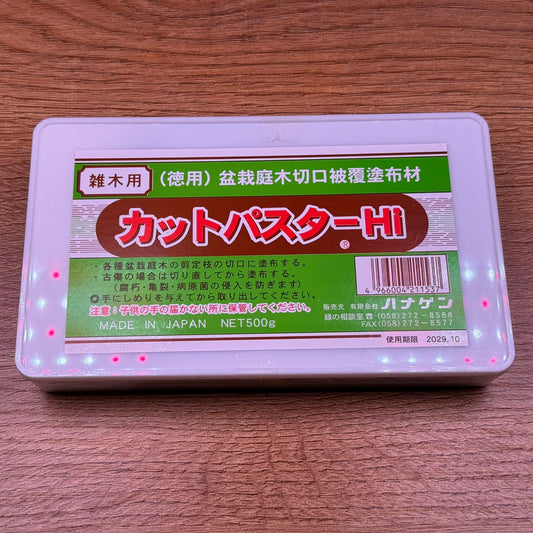 雑木用
(徳用) 盆栽庭木切口被覆塗布材
カットパスターHi
®
・各種盆栽庭木の剪定枝の切口に塗布する。
・古傷の場合は切り直してから塗布する。
(腐朽・亀裂・病原菌の侵入を防ぎます)
◎手にしめりを与えてから取り出してください。
注意:子供の手の届かない所に保管してください。
MADE IN JAPAN NET500g
4 966004 211537
販売元 有限会社 ハナゲン
緑の相談室☎(058)272-8588
FAX(058)272-8577
使用期限 2029.10